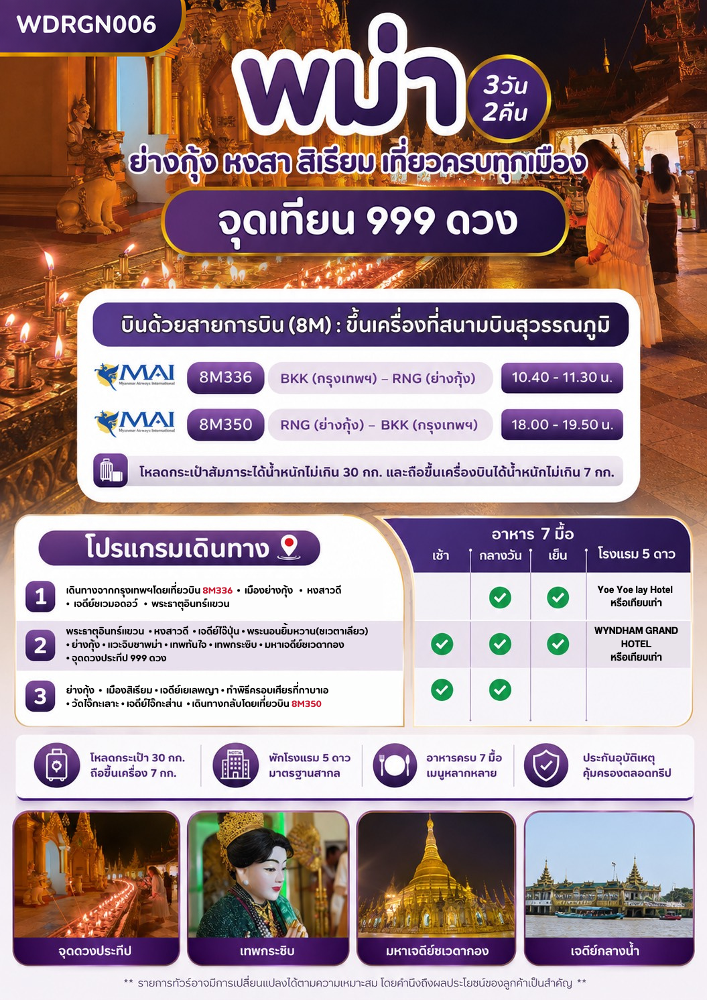 WDRGN006
พม่า
3วัน
2คืน
ย่างกุ้ง หงสา สิเรียม เที่ยวครบทุกเมือง
จุดเทียน 999 ดวง
บินด้วยสายการบิน (8M) : ขึ้นเครื่องที่สนามบินสุวรรณภูมิ
MAI
Myanmar Airways International
8M336
BKK (กรุงเทพฯ) – RNG (ย่างกุ้ง)
10.40 - 11.30 น.
MAI
Myanmar Airways International
8M350
RNG (ย่างกุ้ง) – BKK (กรุงเทพฯ)
18.00 - 19.50 น.
โหลดกระเป๋าสัมภาระได้น้ำหนักไม่เกิน 30 กก. และถือขึ้นเครื่องบินได้น้ำหนักไม่เกิน 7 กก.
โปรแกรมเดินทาง
อาหาร 7 มื้อ
เช้า
กลางวัน
เย็น
โรงแรม 5 ดาว
1
เดินทางจากกรุงเทพฯโดยเที่ยวบิน 8M336 • เมืองย่างกุ้ง • หงสาวดี
• เจดีย์ชเวมอดอว์ • พระธาตุอินทร์แขวน
Yoe Yoe lay Hotel
หรือเทียบเท่า
2
พระธาตุอินทร์แขวน • หงสาวดี • เจดีย์ไจ๊ปุ่น • พระนอนยิ้มหวาน(ชเวตาเลียว)
• ย่างกุ้ง • แวะจิบชาพม่า • เทพทันใจ • เทพกระซิบ • มหาเจดีย์ชเวดากอง
• จุดดวงประทีป 999 ดวง
WYNDHAM GRAND
HOTEL
หรือเทียบเท่า
3
ย่างกุ้ง • เมืองสิเรียม • เจดีย์เยเลพญา • ทำพิธีครอบเศียรที่กาบาเอ
• วัดไจ๊กะเลาะ • เจดีย์ไจ๊กะส่าน • เดินทางกลับโดยเที่ยวบิน 8M350
โหลดกระเป๋า 30 กก.
ถือขึ้นเครื่อง 7 กก.
พักโรงแรม 5 ดาว
มาตรฐานสากล
อาหารครบ 7 มื้อ
เมนูหลากหลาย
ประกันอุบัติเหตุ
คุ้มครองตลอดทริป
จุดดวงประทีป
เทพกระซิบ
มหาเจดีย์ชเวดากอง
เจดีย์กลางน้ำ
** รายการทัวร์อาจมีการเปลี่ยนแปลงได้ตามความเหมาะสม โดยคำนึงถึงผลประโยชน์ของลูกค้าเป็นสำคัญ **